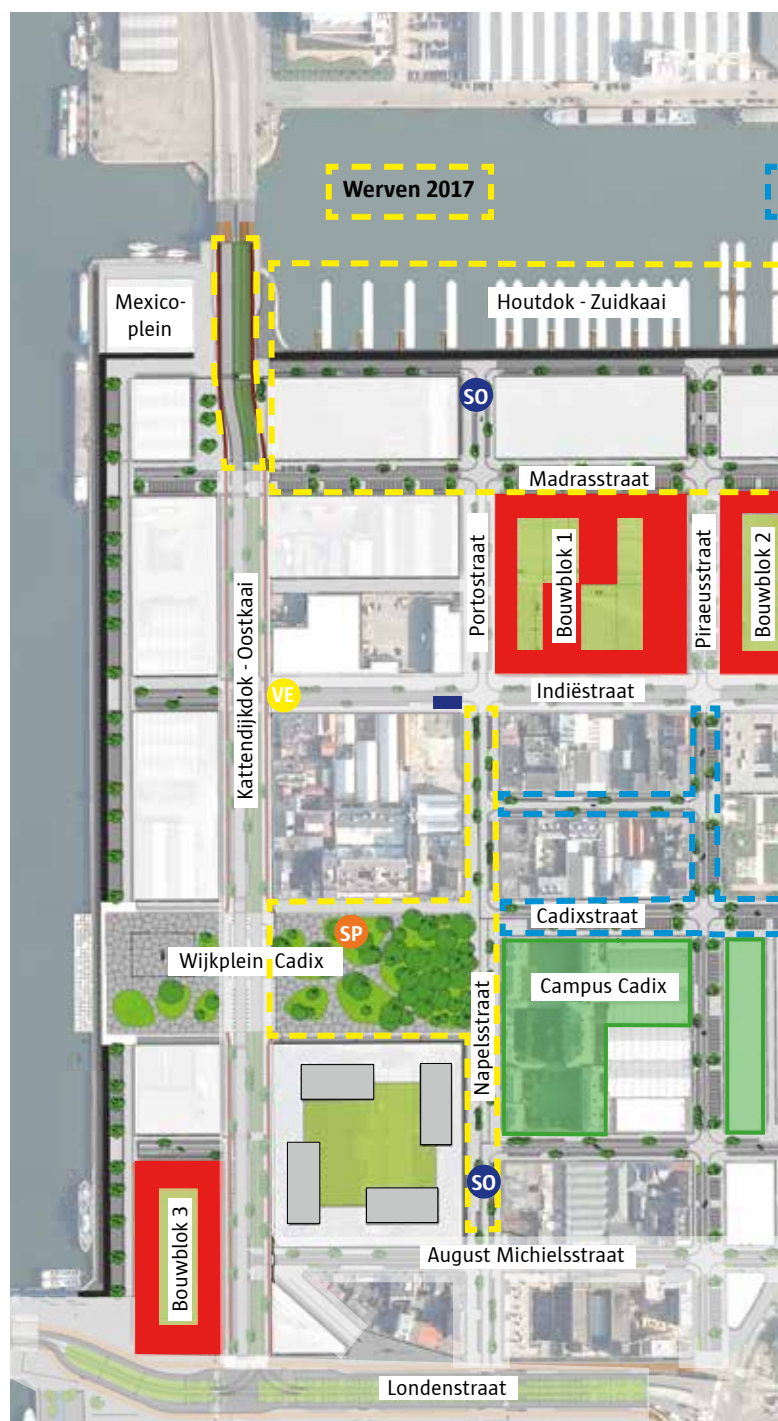 Werven 2017
Mexico-
plein
Houtdok - Zuidkaai
SO
Madrasstraat
Portostraat
Bouwblok 1
Piraeusstraat
Bouwblok 2
Kattendijkdok - Oostkaai
VE
Indiëstraat
SP
Cadixstraat
Wijkplein Cadix
Campus Cadix
Napelsstraat
SO
Bouwblok 3
August Michielsstraat
Londenstraat